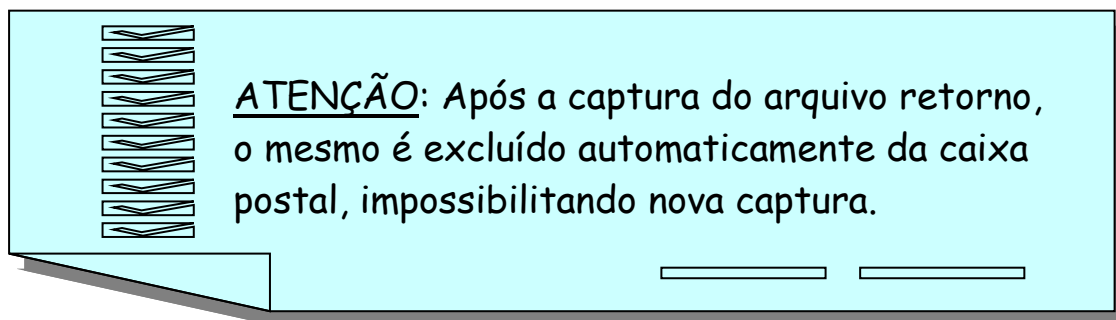 ATENÇÃO: Após a captura do arquivo retorno,
o mesmo é excluído automaticamente da caixa
postal, impossibilitando nova captura.